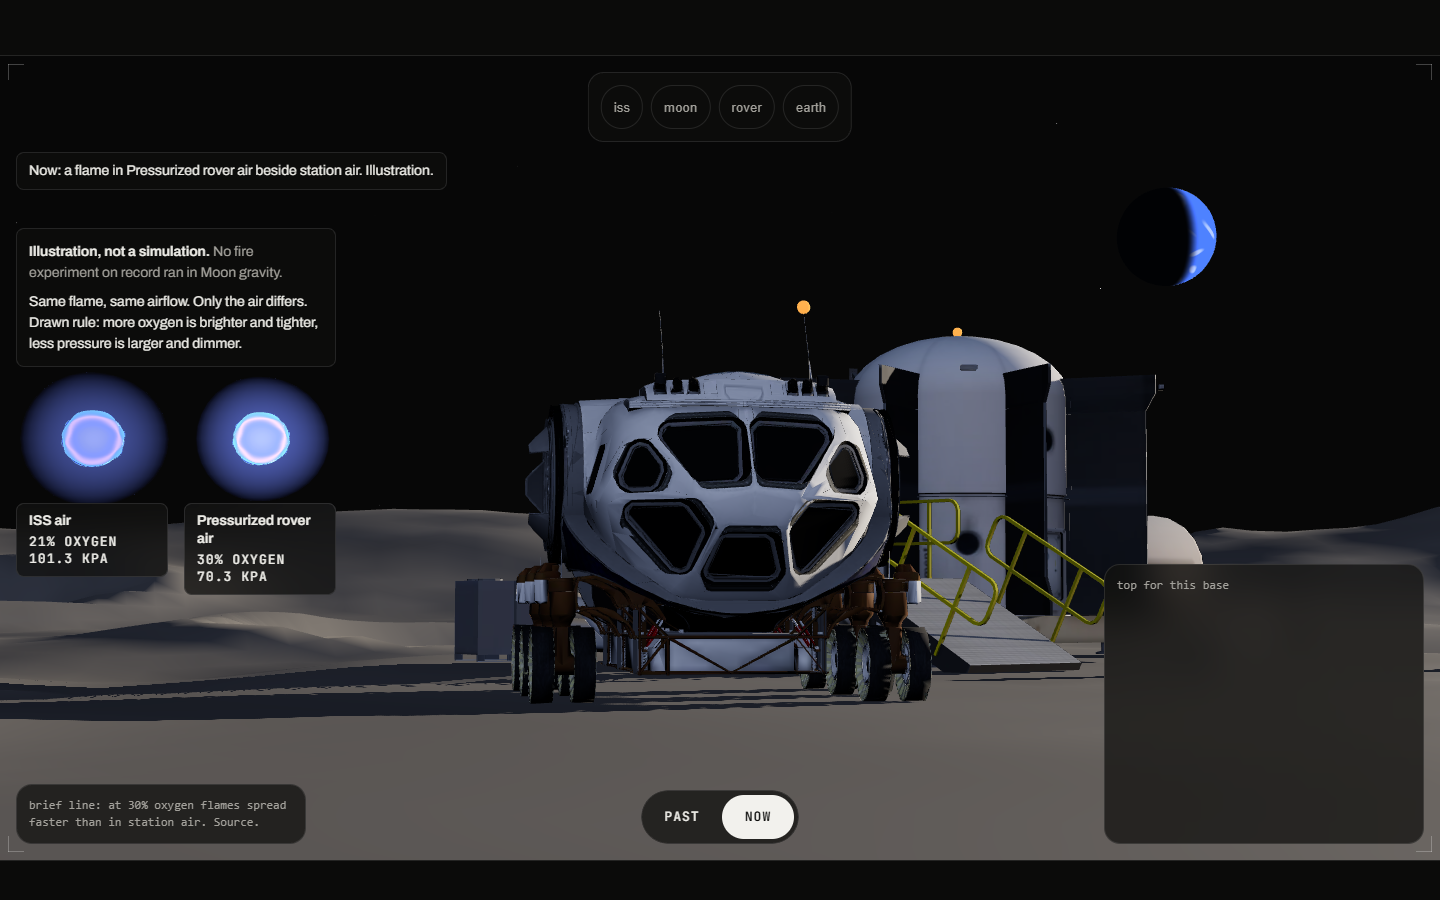 iss moon rover earth
Now: a flame in Pressurized rover air beside station air. Illustration.
Illustration, not a simulation. No fire
experiment on record ran in Moon gravity.
Same flame, same airflow. Only the air differs.
Drawn rule: more oxygen is brighter and tighter,
less pressure is larger and dimmer.
ISS air
21% OXYGEN
101.3 KPA
Pressurized rover
air
30% OXYGEN
70.3 KPA
top for this base
brief line: at 30% oxygen flames spread
faster than in station air. Source.
PAST NOW